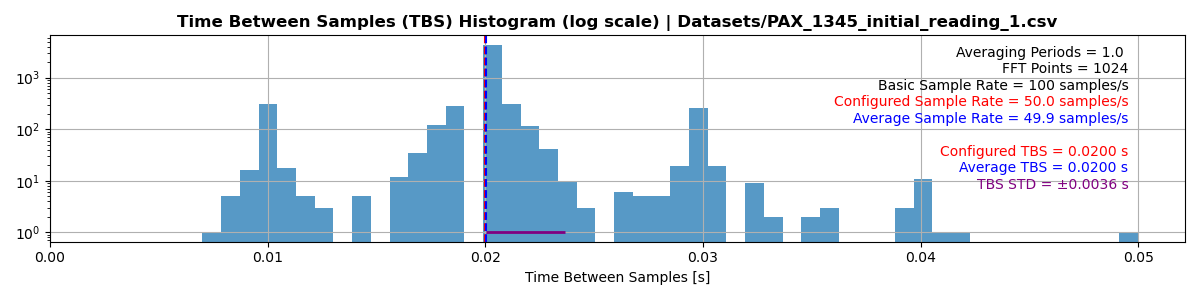 Time Between Samples (TBS) Histogram (log scale) | Datasets/PAX_1345_initial_reading_1.csv
Averaging Periods = 1.0
FFT Points = 1024
Basic Sample Rate = 100 samples/s
Configured Sample Rate = 50.0 samples/s
Average Sample Rate = 49.9 samples/s
Configured TBS = 0.0200 s
Average TBS = 0.0200 s
TBS STD = ±0.0036 s
10³
10²
10¹
10⁰
0.00 0.01 0.02 0.03 0.04 0.05
Time Between Samples [s]